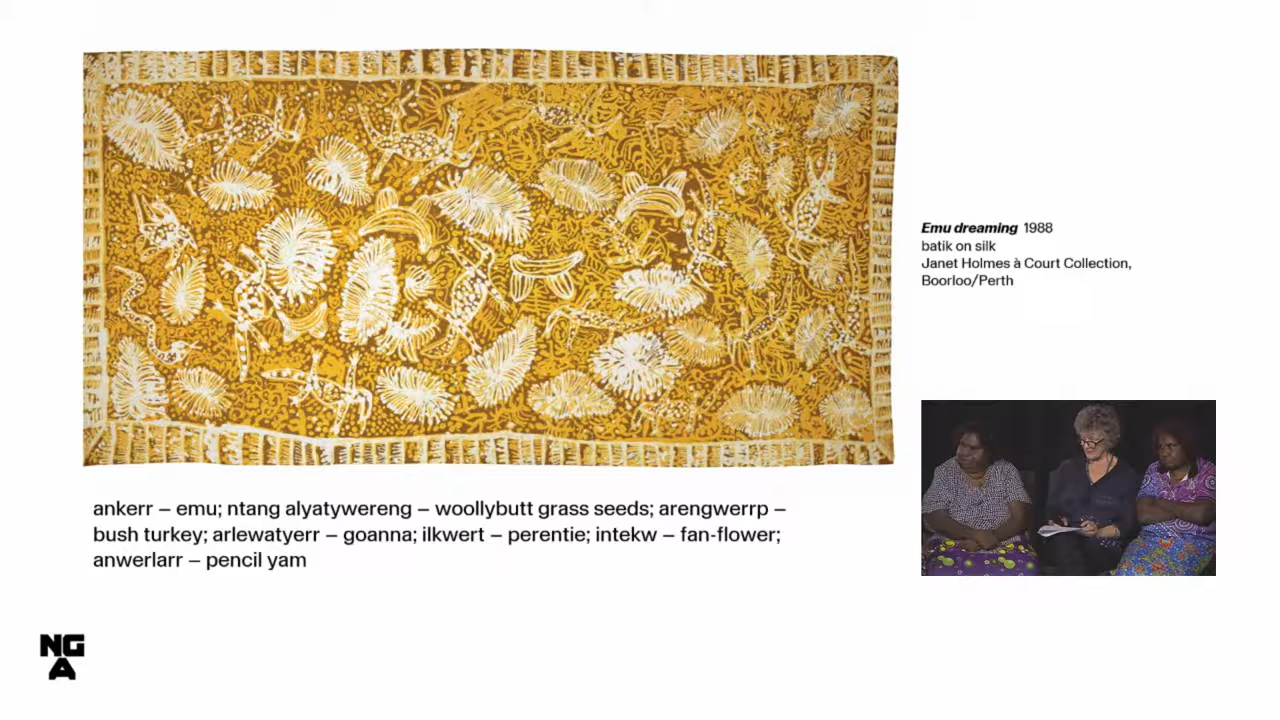 Emu dreaming 1988
batik on silk
Janet Holmes à Court Collection,
Boorloo/Perth
ankerr – emu; ntang alyatywereng – woollybutt grass seeds; arengwerrp –
bush turkey; arlewatyerr – goanna; ilkwert – perentie; intekw – fan-flower;
anwerlarr – pencil yam
NG
A